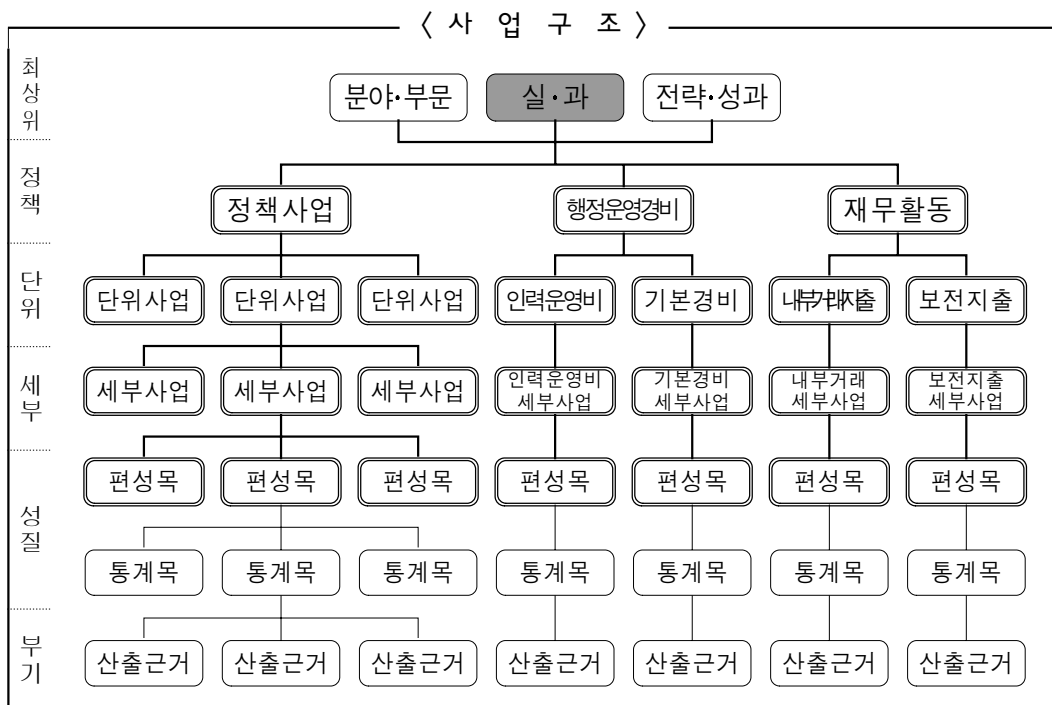 〈 사 업 구 조 〉
최상위
분야·부문 실·과 전략·성과
정책
정책사업 행정운영경비 재무활동
단위
단위사업 단위사업 단위사업 인력운영비 기본경비 내부거래지출 보전지출
세부
세부사업 세부사업 세부사업 인력운영비 세부사업 기본경비 세부사업 내부거래 세부사업 보전지출 세부사업
성질
편성목 편성목 편성목 편성목 편성목 편성목 편성목
통계목 통계목 통계목 통계목 통계목 통계목 통계목
부기
산출근거 산출근거 산출근거 산출근거 산출근거 산출근거 산출근거